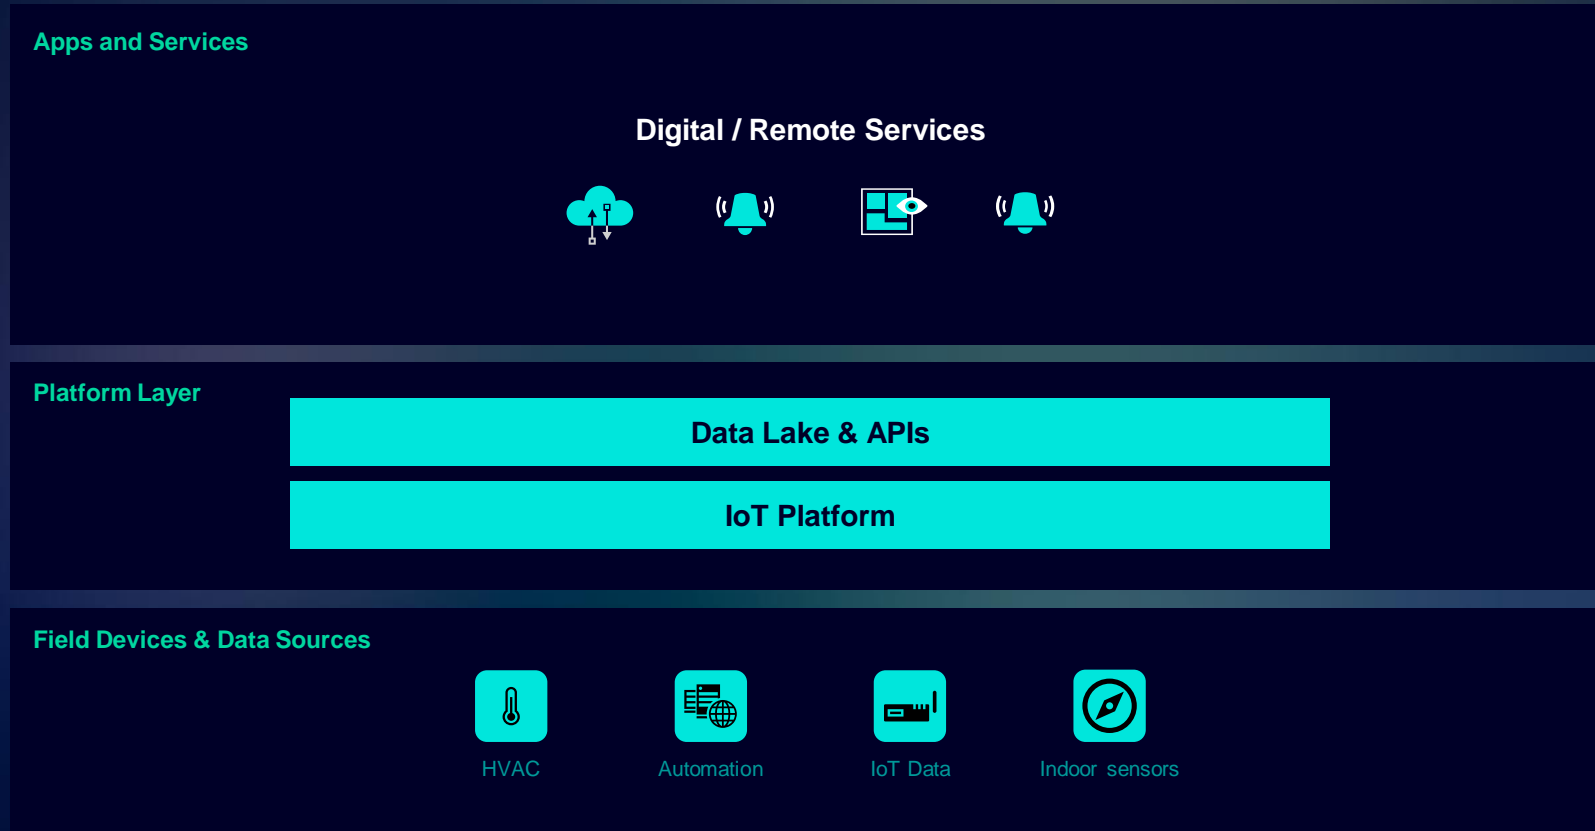 Apps and Services
Digital / Remote Services
Platform Layer
Data Lake & APIs
IoT Platform
Field Devices & Data Sources
HVAC
Automation
IoT Data
Indoor sensors